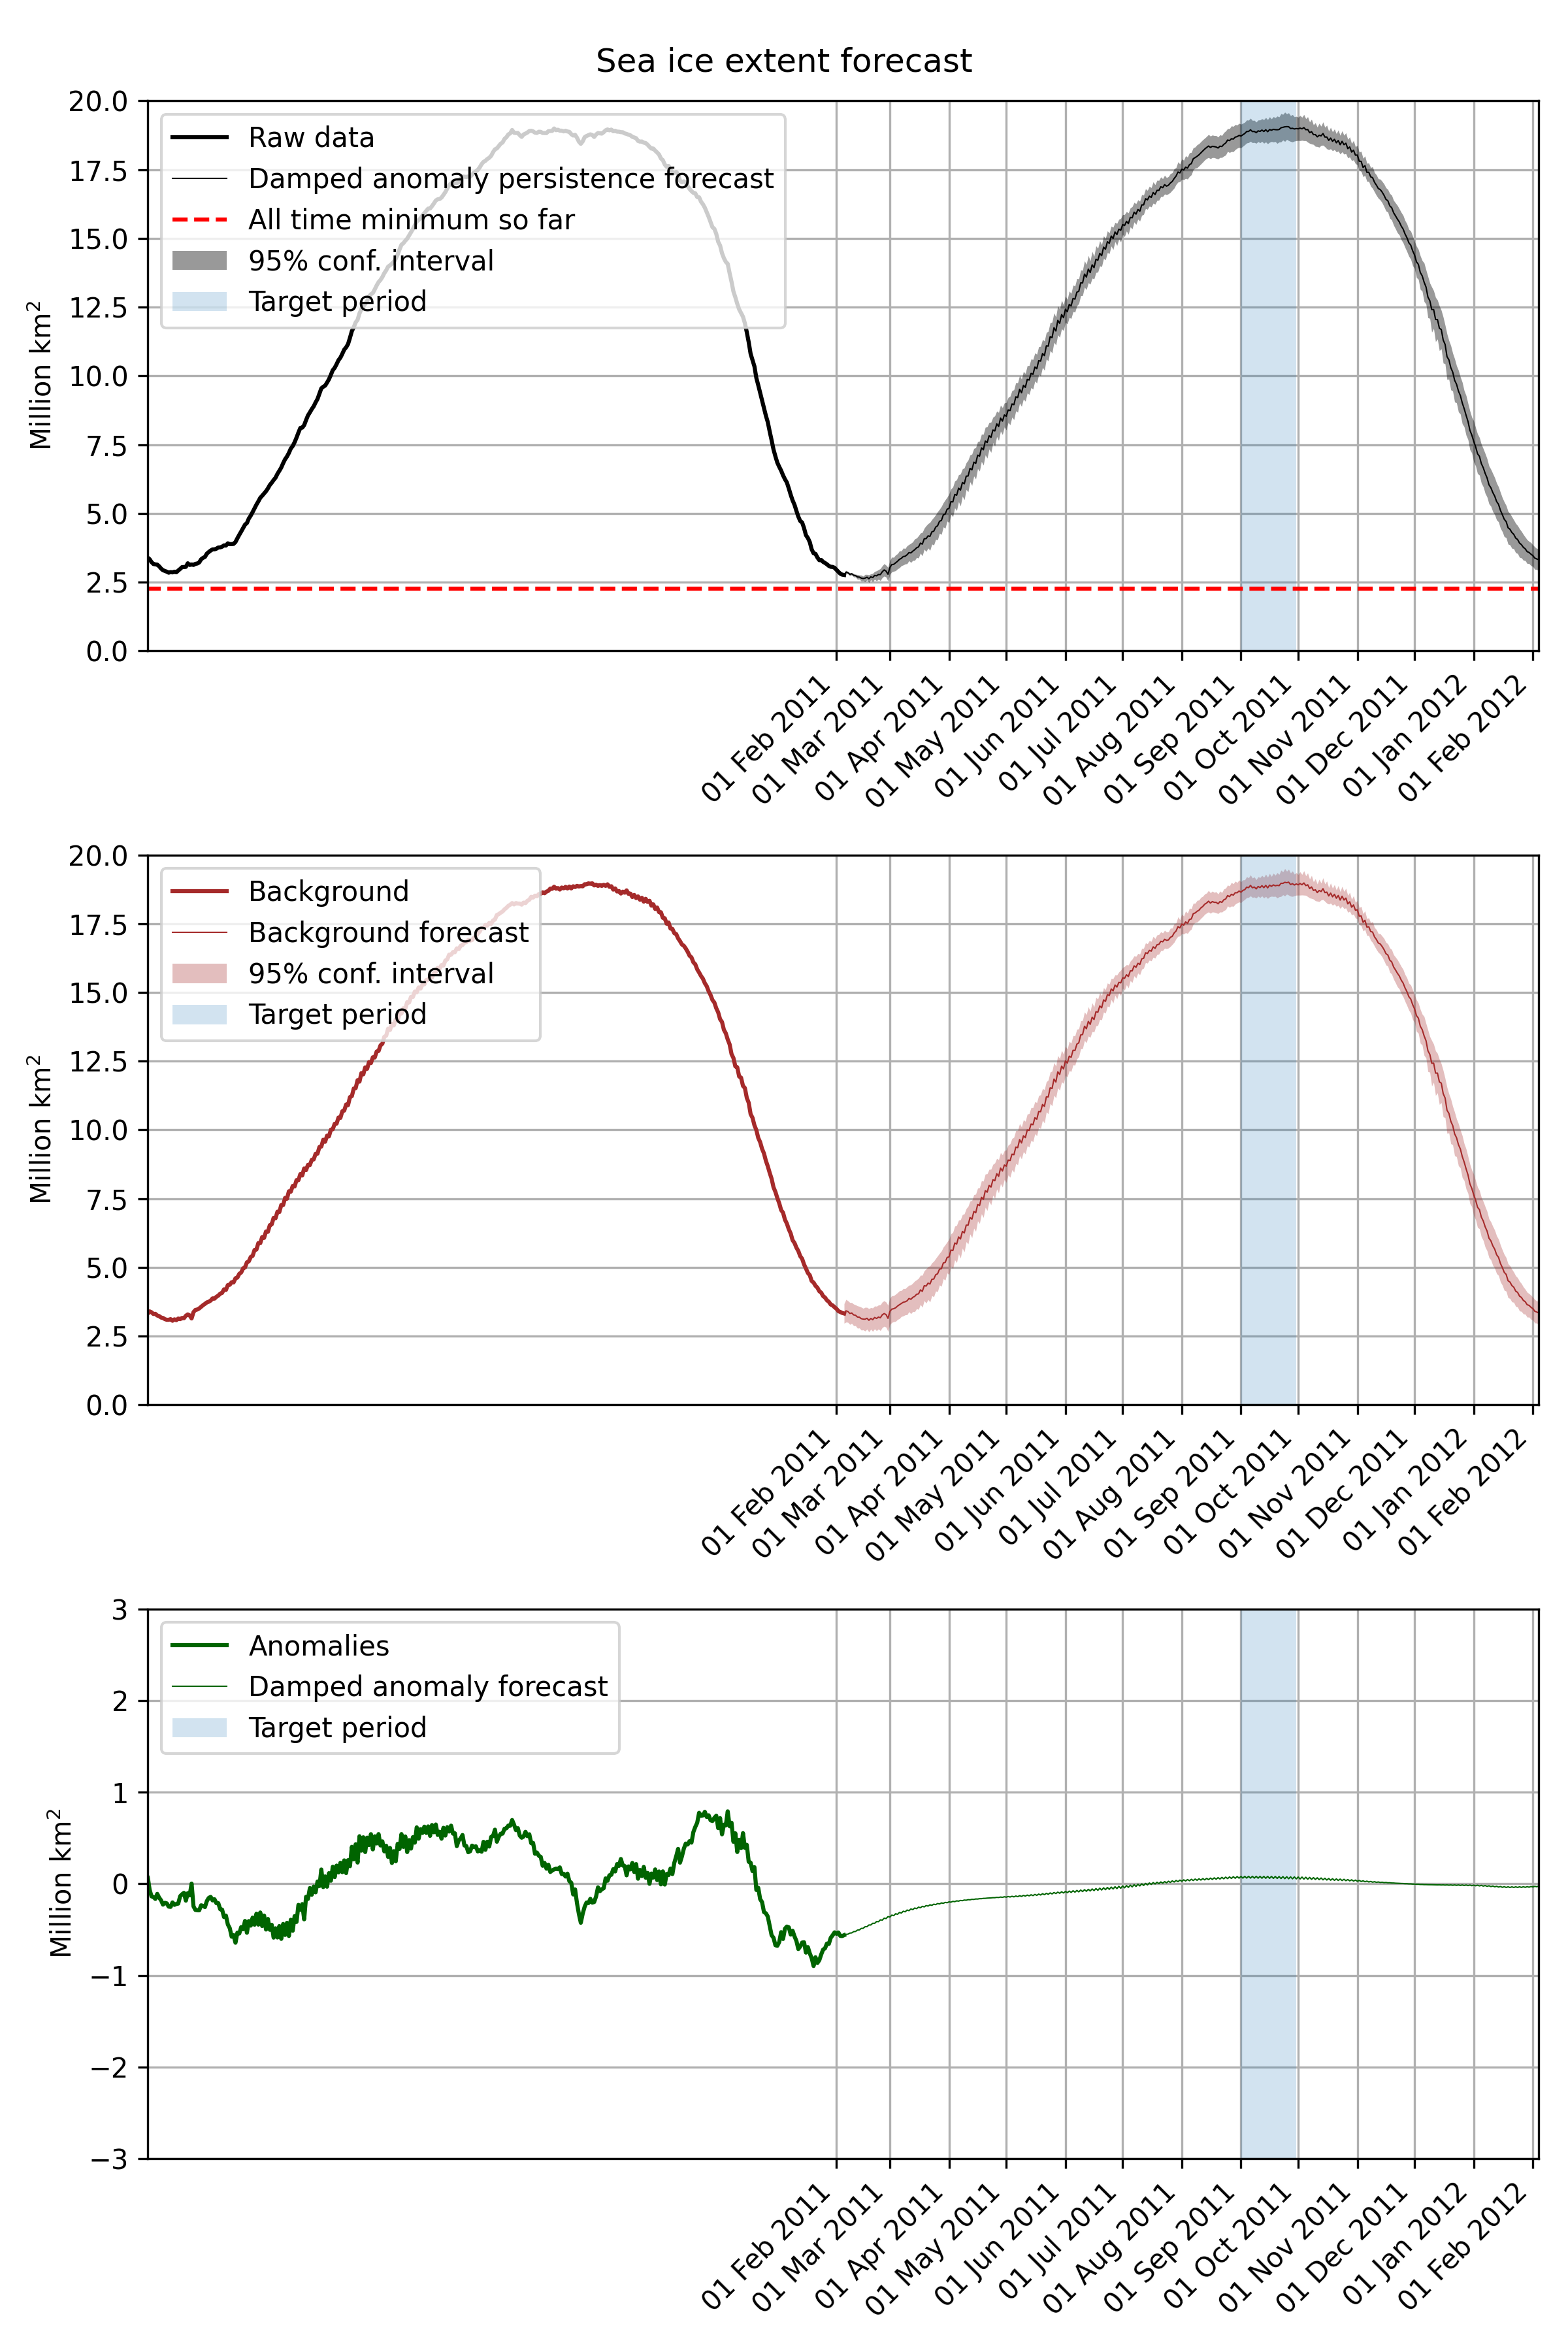 Sea ice extent forecast
20.0
17.5
15.0
12.5
10.0
7.5
5.0
2.5
0.0
Million km²
Raw data
Damped anomaly persistence forecast
All time minimum so far
95% conf. interval
Target period
01 Feb 2011
01 Mar 2011
01 Apr 2011
01 May 2011
01 Jun 2011
01 Jul 2011
01 Aug 2011
01 Sep 2011
01 Oct 2011
01 Nov 2011
01 Dec 2011
01 Jan 2012
01 Feb 2012
20.0
17.5
15.0
12.5
10.0
7.5
5.0
2.5
0.0
Million km²
Background
Background forecast
95% conf. interval
Target period
01 Feb 2011
01 Mar 2011
01 Apr 2011
01 May 2011
01 Jun 2011
01 Jul 2011
01 Aug 2011
01 Sep 2011
01 Oct 2011
01 Nov 2011
01 Dec 2011
01 Jan 2012
01 Feb 2012
3
2
1
0
−1
−2
−3
Million km²
Anomalies
Damped anomaly forecast
Target period
01 Feb 2011
01 Mar 2011
01 Apr 2011
01 May 2011
01 Jun 2011
01 Jul 2011
01 Aug 2011
01 Sep 2011
01 Oct 2011
01 Nov 2011
01 Dec 2011
01 Jan 2012
01 Feb 2012